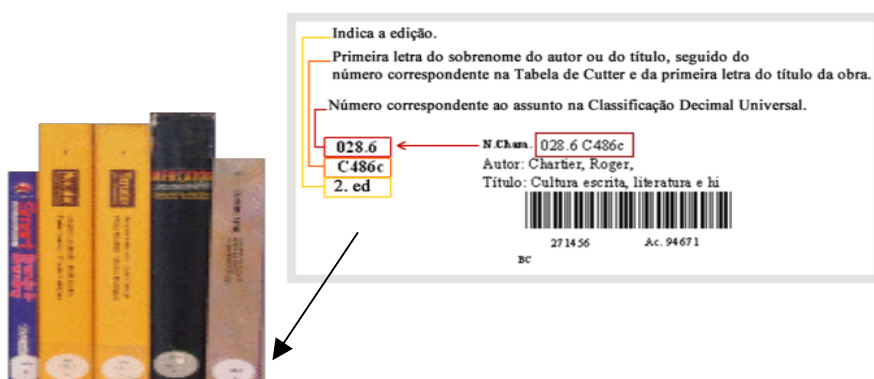 Indica a edição.
Primeira letra do sobrenome do autor ou do título, seguido do
número correspondente na Tabela de Cutter e da primeira letra do título da obra.
Número correspondente ao assunto na Classificação Decimal Universal.
028.6
C486c
2. ed
N.Cham. 028.6 C486c
Autor: Chartier, Roger,
Título: Cultura escrita, literatura e hi
271456 Ac. 94671
BC